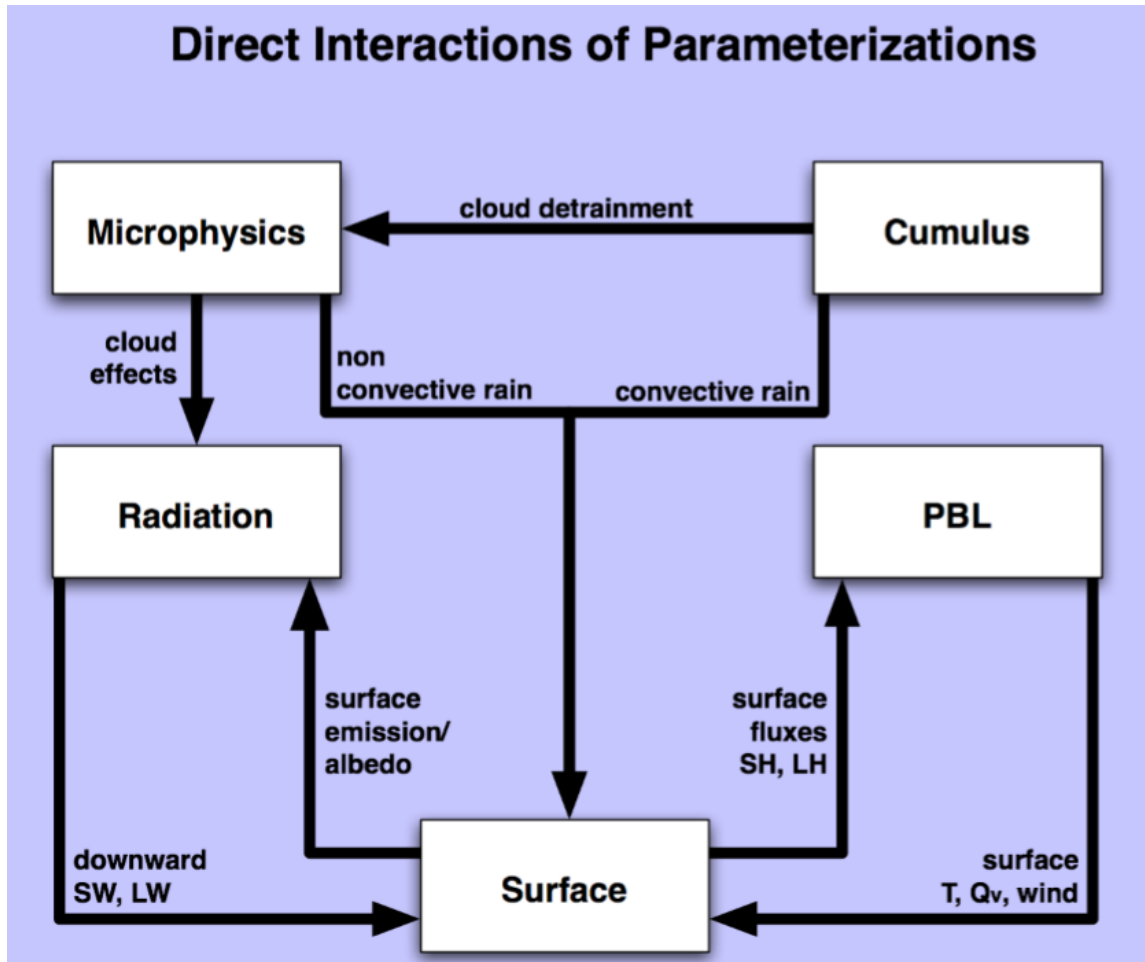 Direct Interactions of Parameterizations
Microphysics
cloud detrainment
Cumulus
cloud
effects
non
convective rain
convective rain
Radiation
PBL
surface
emission/
albedo
surface
fluxes
SH, LH
downward
SW, LW
Surface
surface
T, Qv, wind